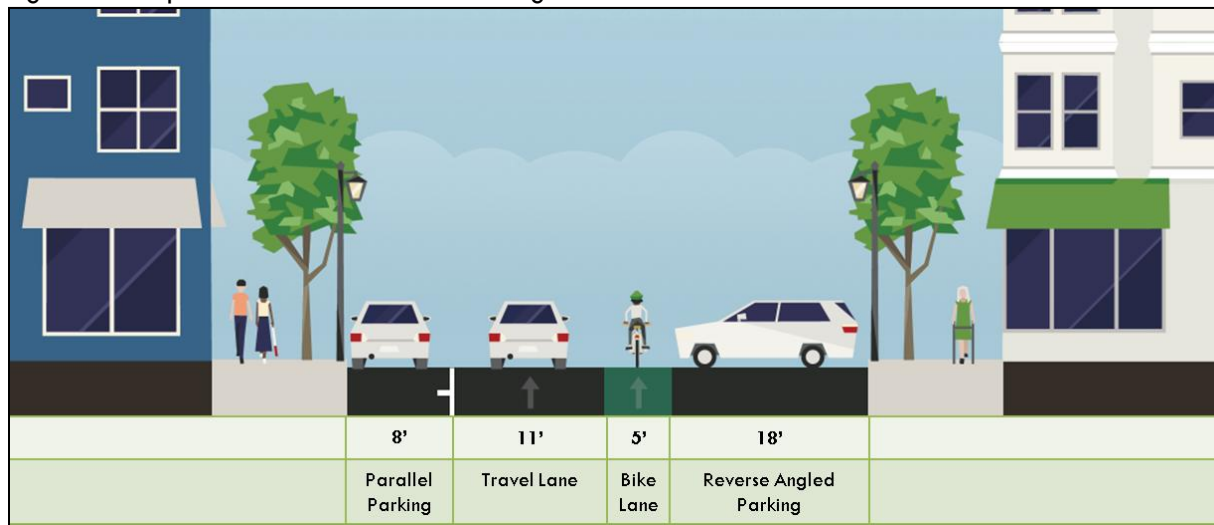 8’
11’
5’
18’
Parallel
Parking
Travel Lane
Bike
Lane
Reverse Angled
Parking